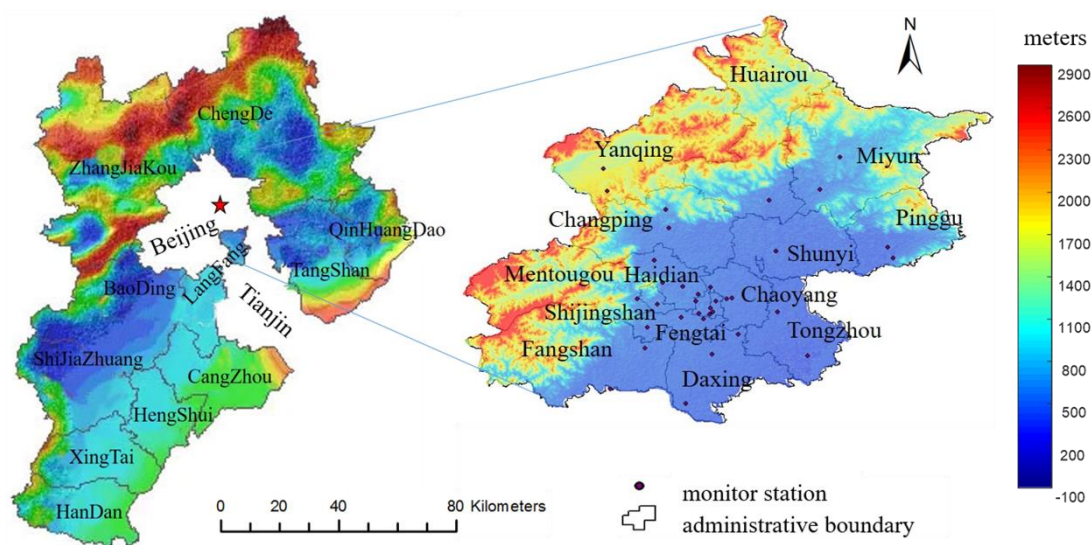 ChengDe
ZhangJiaKou
Beijing
QinHuangDao
LangFang
TangShan
BaoDing
Tianjin
ShiJiaZhuang
CangZhou
HengShui
XingTai
HanDan
0 20 40 60 80 Kilometers
Huairou
Yanqing
Miyun
Changping
Pinggu
Shunyi
Mentougou
Haidian
Chaoyang
Shijingshan
Fengtai
Tongzhou
Fangshan
Daxing
N
monitor station
administrative boundary
meters
2900
2600
2300
2000
1700
1400
1100
800
500
200
-100